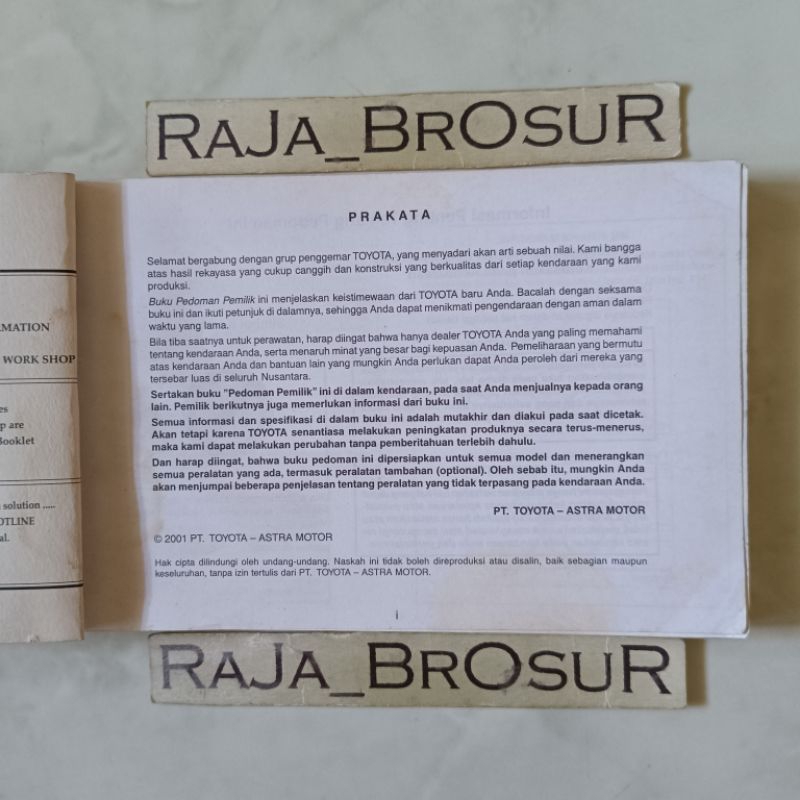 RAJA_BROSUR
MATION
WORK SHOP
es
p are
Booklet
solution .....
OTLINE
al.
PRAKATA
Selamat bergabung dengan grup penggemar TOYOTA, yang menyadari akan arti sebuah nilai. Kami bangga
atas hasil rekayasa yang cukup canggih dan konstruksi yang berkualitas dari setiap kendaraan yang kami
produksi.
Buku Pedoman Pemilik ini menjelaskan keistimewaan dari TOYOTA baru Anda. Bacalah dengan seksama
buku ini dan ikuti petunjuk di dalamnya, sehingga Anda dapat menikmati pengendaraan dengan aman dalam
waktu yang lama.
Bila tiba saatnya untuk perawatan, harap diingat bahwa hanya dealer TOYOTA Anda yang paling memahami
tentang kendaraan Anda, serta menaruh minat yang besar bagi kepuasan Anda. Pemeliharaan yang bermutu
atas kendaraan Anda dan bantuan lain yang mungkin Anda perlukan dapat Anda peroleh dari mereka yang
tersebar luas di seluruh Nusantara.
Sertakan buku "Pedoman Pemilik" ini di dalam kendaraan, pada saat Anda menjualnya kepada orang
lain. Pemilik berikutnya juga memerlukan informasi dari buku ini.
Semua informasi dan spesifikasi di dalam buku ini adalah mutakhir dan diakui pada saat dicetak.
Akan tetapi karena TOYOTA senantiasa melakukan peningkatan produknya secara terus-menerus,
maka kami dapat melakukan perubahan tanpa pemberitahuan terlebih dahulu.
Dan harap diingat, bahwa buku pedoman ini dipersiapkan untuk semua model dan menerangkan
semua peralatan yang ada, termasuk peralatan tambahan (optional). Oleh sebab itu, mungkin Anda
akan menjumpai beberapa penjelasan tentang peralatan yang tidak terpasang pada kendaraan Anda.
PT. TOYOTA – ASTRA MOTOR
© 2001 PT. TOYOTA – ASTRA MOTOR
Hak cipta dilindungi oleh undang-undang. Naskah ini tidak boleh direproduksi atau disalin, baik sebagian maupun
keseluruhan, tanpa izin tertulis dari PT. TOYOTA – ASTRA MOTOR.
i
RAJA_BROSUR